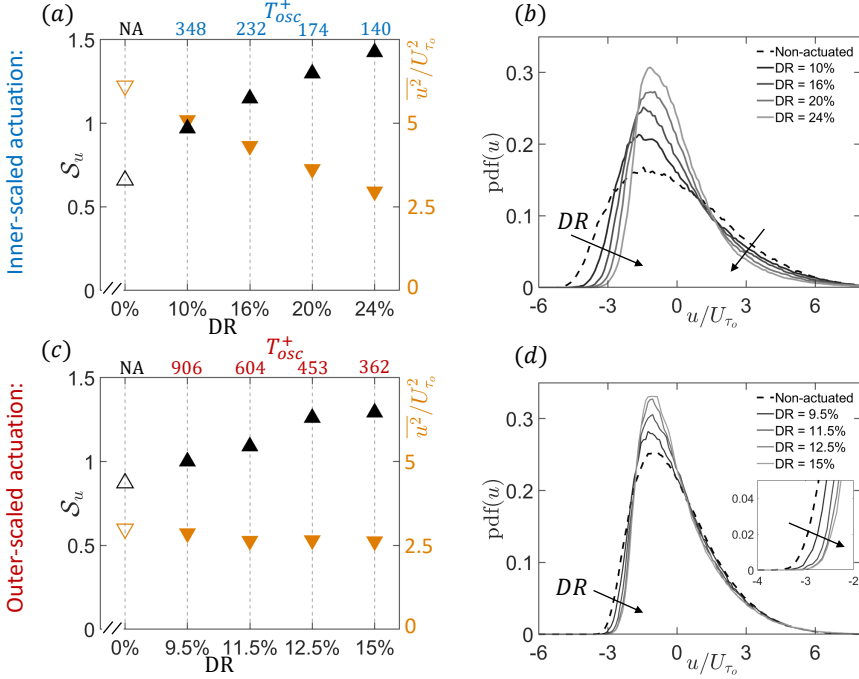 Inner-scaled actuation:
(a)
T⁺osc
NA 348 232 174 140
1.5
1
0.5
0
𝒮ᵤ
5
2.5
0
u²/U²τₒ
0% 10% 16% 20% 24%
DR
(b)
0.3
0.2
0.1
0
pdf(u)
Non-actuated
DR = 10%
DR = 16%
DR = 20%
DR = 24%
DR
-6 -3 0 3 6
u/Uτₒ
Outer-scaled actuation:
(c)
T⁺osc
NA 906 604 453 362
1.5
1
0.5
0
𝒮ᵤ
5
2.5
0
u²/U²τₒ
0% 9.5% 11.5% 12.5% 15%
DR
(d)
0.3
0.2
0.1
0
pdf(u)
Non-actuated
DR = 9.5%
DR = 11.5%
DR = 12.5%
DR = 15%
0.04
0.02
0
-4 -3 -2
DR
-6 -3 0 3 6
u/Uτₒ